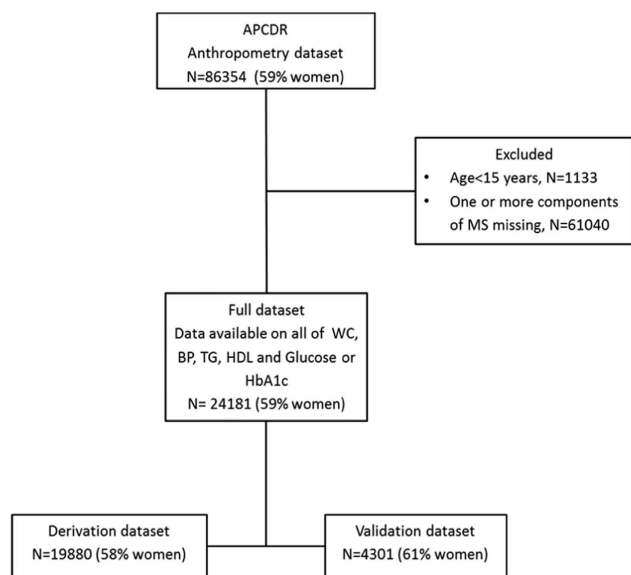 APCDR
Anthropometry dataset
N=86354 (59% women)
Excluded
• Age<15 years, N=1133
• One or more components
of MS missing, N=61040
Full dataset
Data available on all of WC,
BP, TG, HDL and Glucose or
HbA1c
N= 24181 (59% women)
Derivation dataset
N=19880 (58% women)
Validation dataset
N=4301 (61% women)